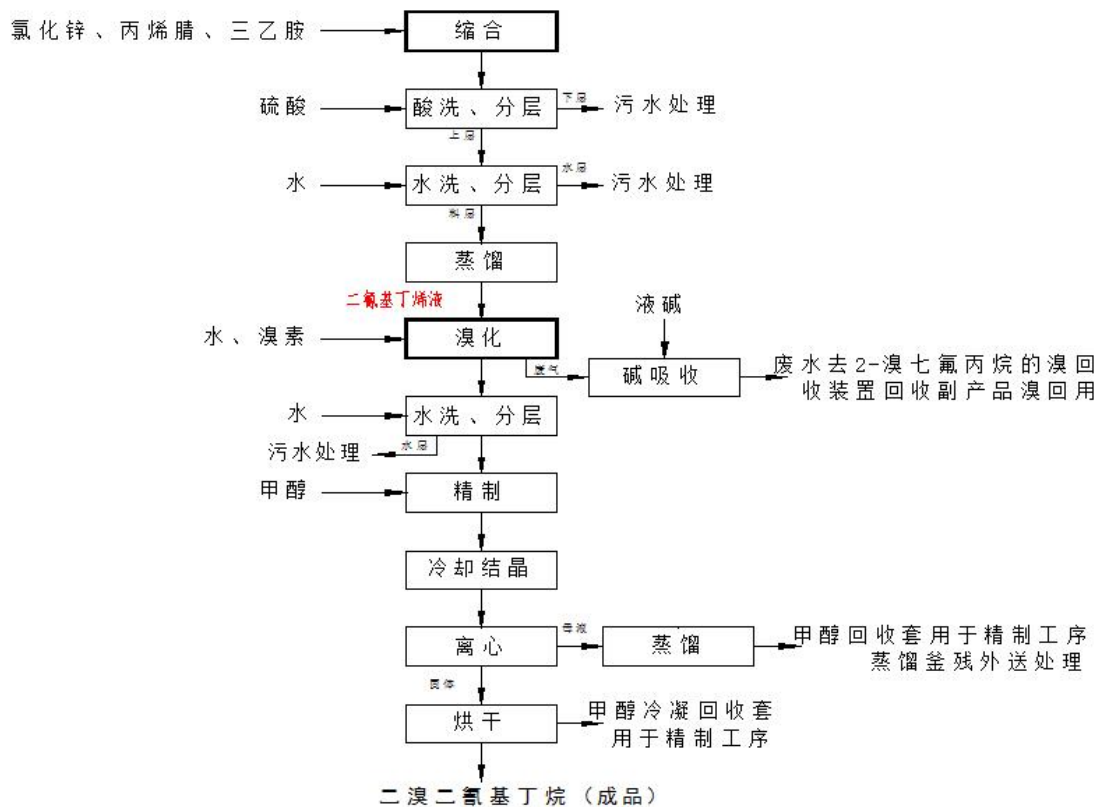 氯化锌、丙烯腈、三乙胺
缩合
硫酸
酸洗、分层
下层
污水处理
上层
水
水洗、分层
水层
污水处理
料层
蒸馏
二氰基丁烯液
液碱
水、溴素
溴化
废气
碱吸收
废水去2-溴七氟丙烷的溴回
收装置回收副产品溴回用
水
水洗、分层
污水处理
水层
甲醇
精制
冷却结晶
离心
母液
蒸馏
甲醇回收套用于精制工序
蒸馏釜残外送处理
固体
烘干
甲醇冷凝回收套
用于精制工序
二溴二氰基丁烷（成品）